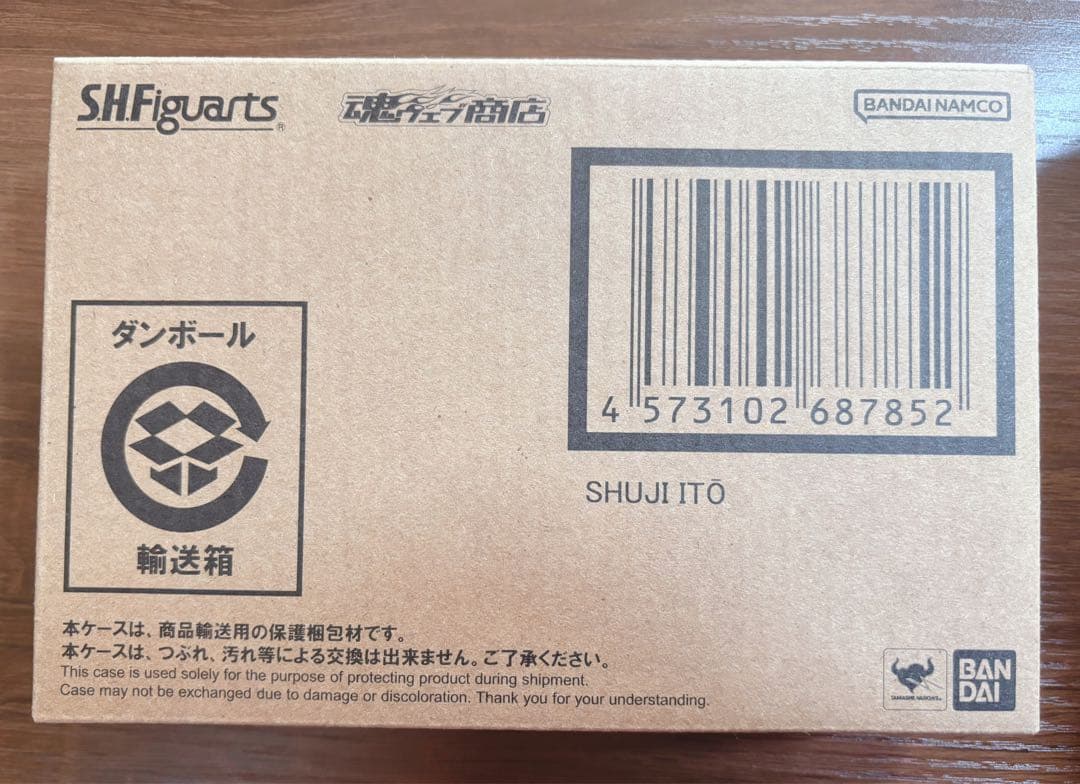 S.H.Figuarts®
魂ウェブ商店
BANDAI NAMCO
4 573102 687852
SHUJI ITŌ
ダンボール
輸送箱
本ケースは、商品輸送用の保護梱包材です。
本ケースは、つぶれ、汚れ等による交換は出来ません。ご了承ください。
This case is used solely for the purpose of protecting product during shipment.
Case may not be exchanged due to damage or discoloration. Thank you for your understanding.
TAMASHII NATIONS
BAN
DAI